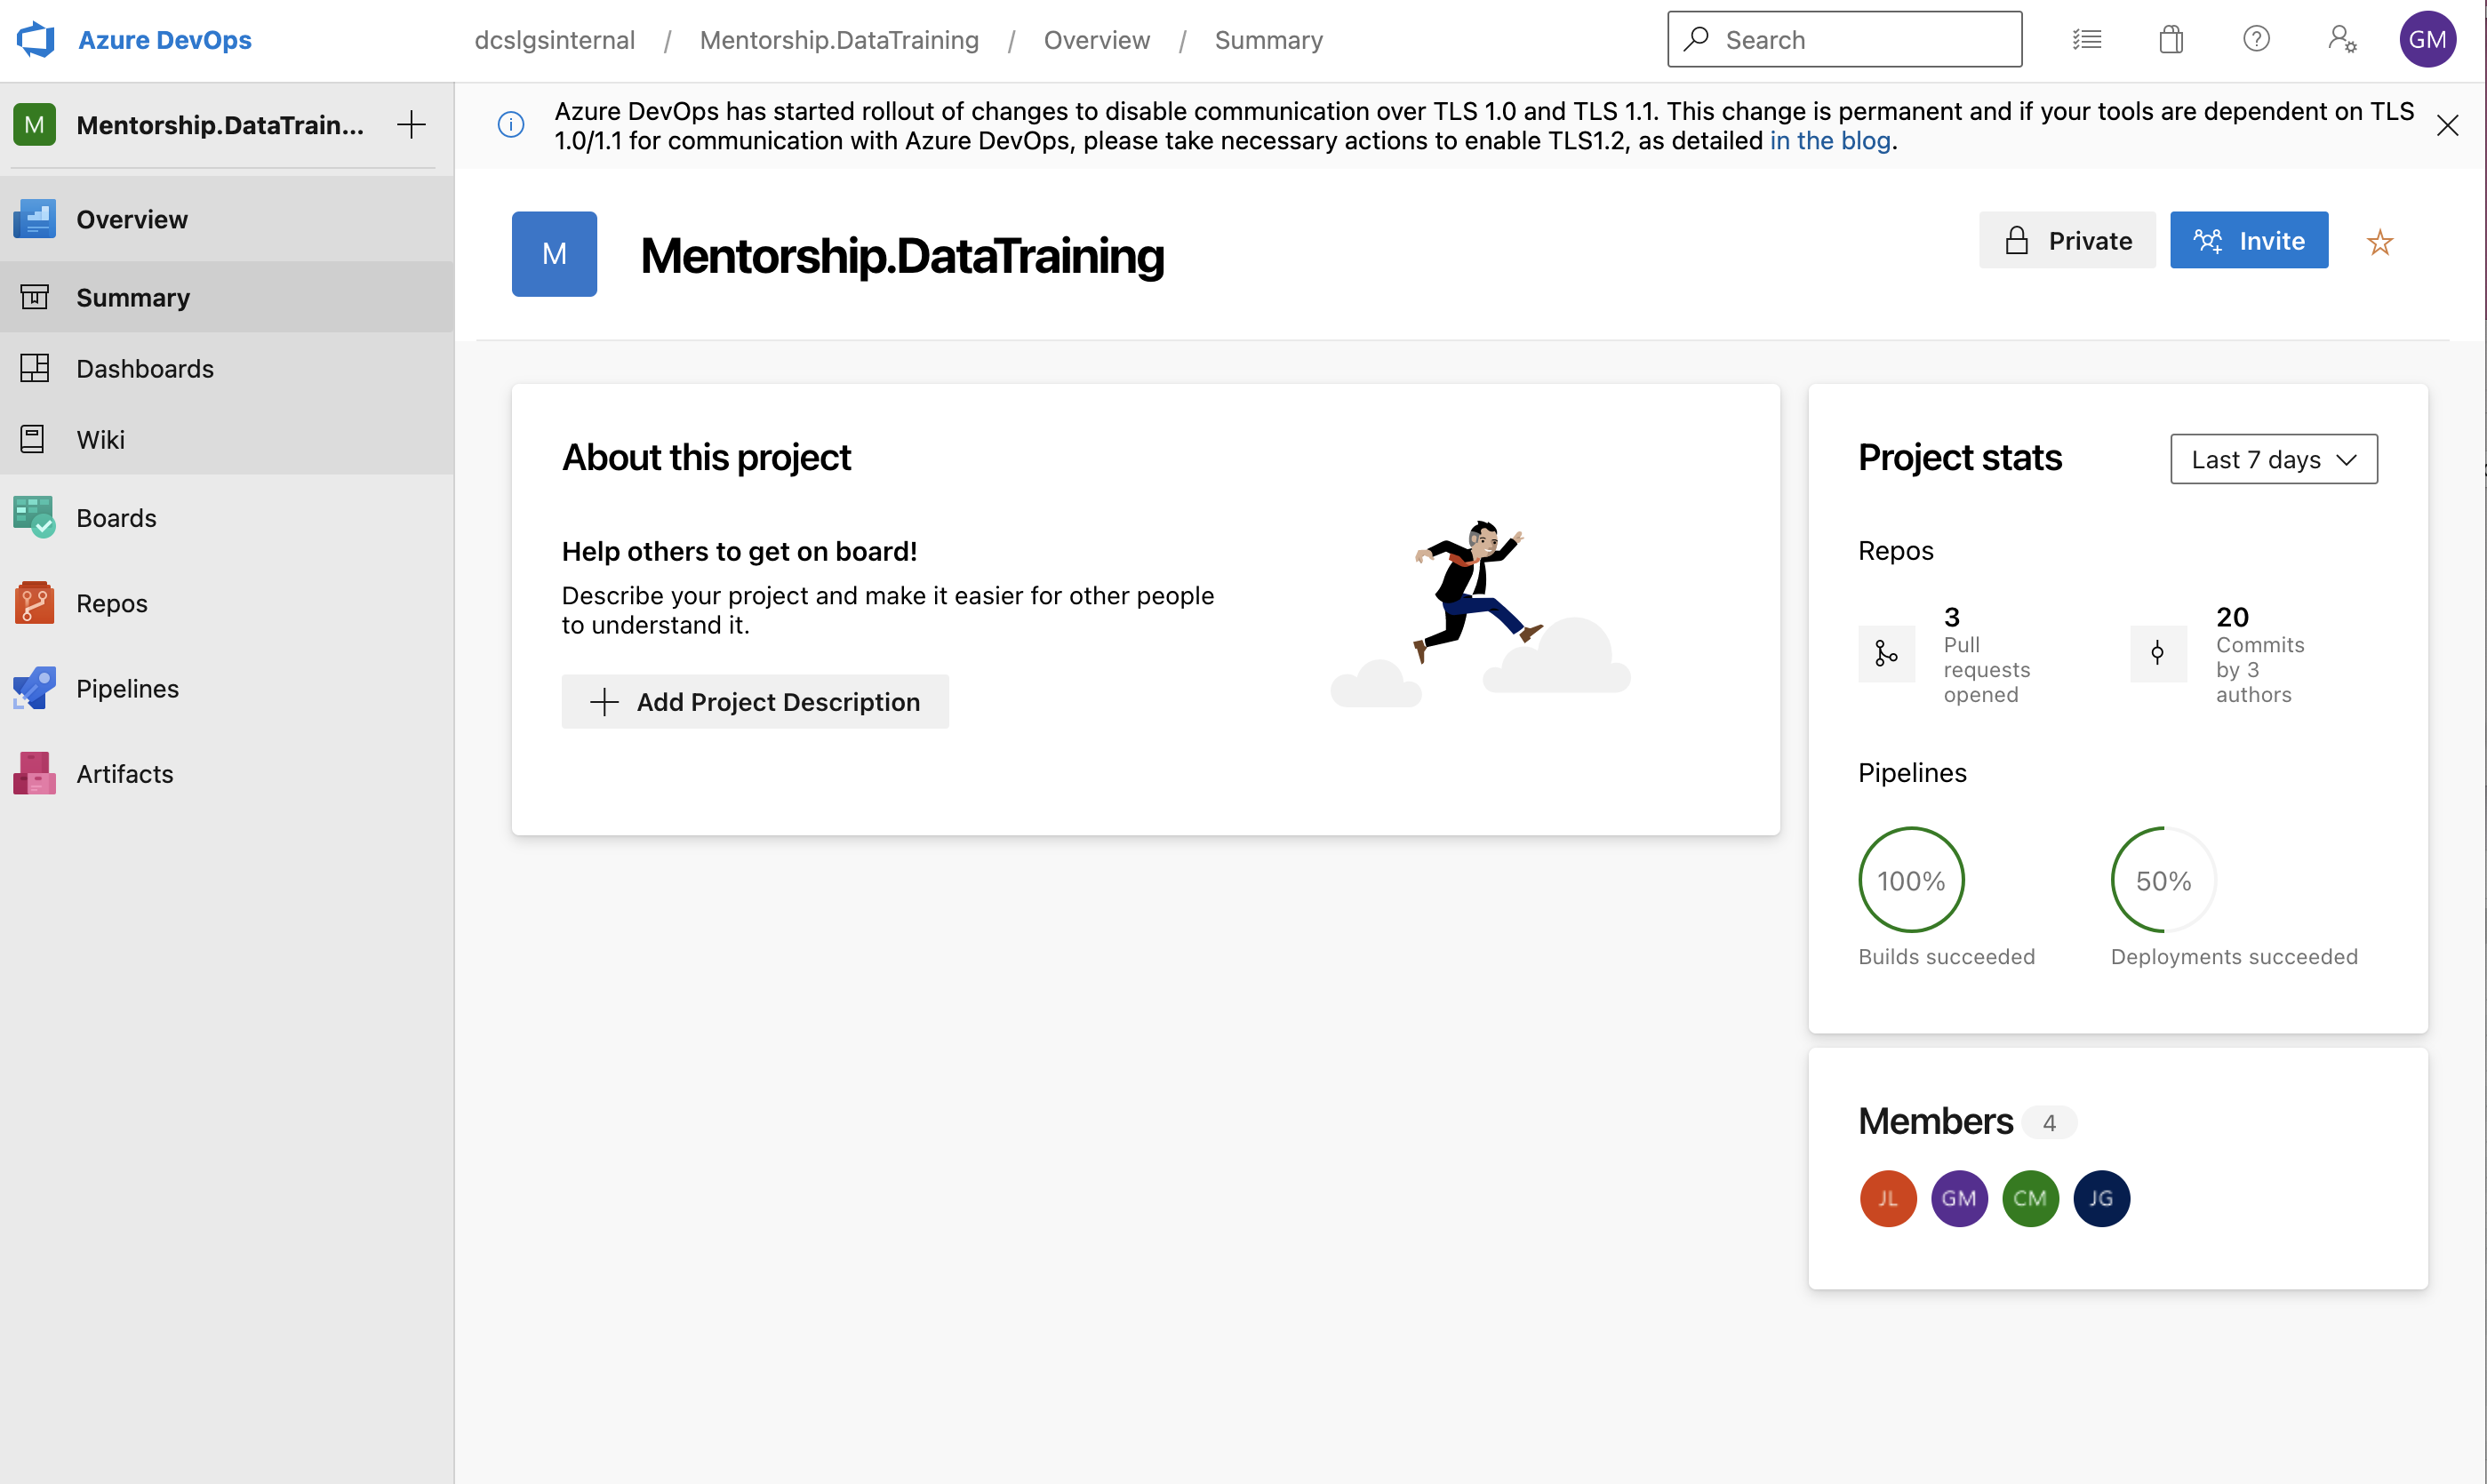 Azure DevOps
dcslgsinternal / Mentorship.DataTraining / Overview / Summary
Search
GM
M Mentorship.DataTrain...
Overview
Summary
Dashboards
Wiki
Boards
Repos
Pipelines
Artifacts
Azure DevOps has started rollout of changes to disable communication over TLS 1.0 and TLS 1.1. This change is permanent and if your tools are dependent on TLS
1.0/1.1 for communication with Azure DevOps, please take necessary actions to enable TLS1.2, as detailed in the blog.
M Mentorship.DataTraining
Private
Invite
About this project
Help others to get on board!
Describe your project and make it easier for other people
to understand it.
Add Project Description
Project stats
Last 7 days
Repos
3
Pull
requests
opened
20
Commits
by 3
authors
Pipelines
100%
Builds succeeded
50%
Deployments succeeded
Members 4
JL GM CM JG